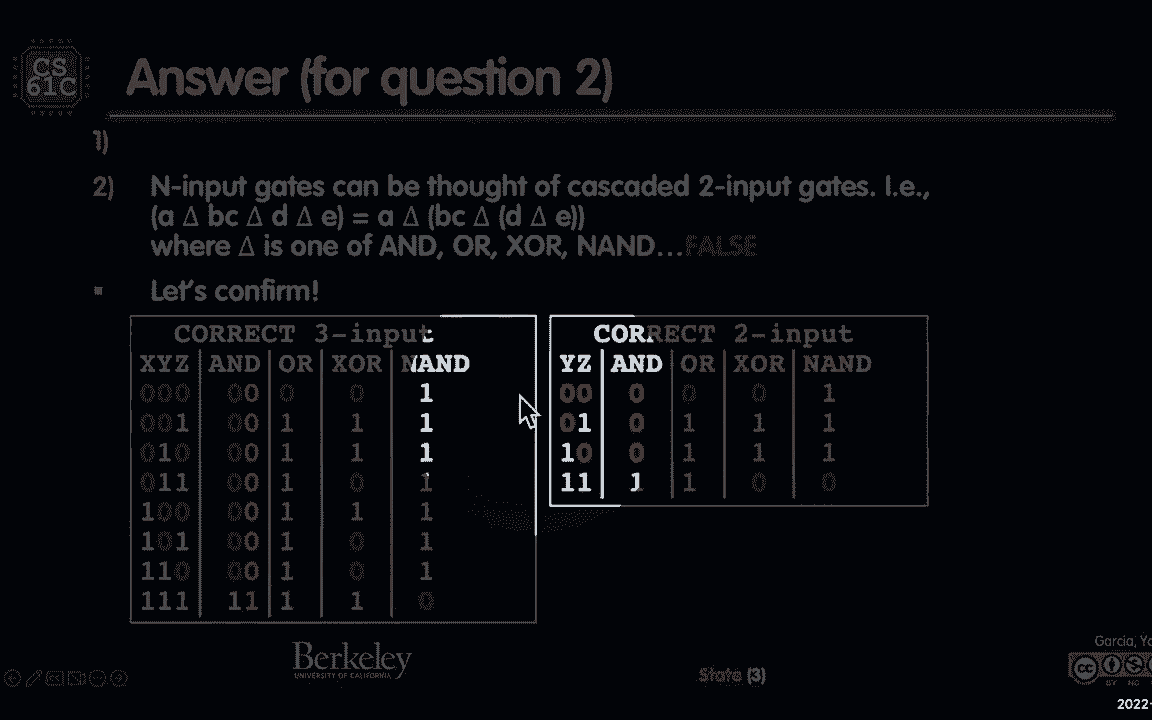 CS
61C
Answer (for question 2)
1)
2) N-input gates can be thought of cascaded 2-input gates. I.e.,
(a Δ bc Δ d Δ e) = a Δ (bc Δ (d Δ e))
where Δ is one of AND, OR, XOR, NAND…FALSE
▪ Let's confirm!
CORRECT 3-input
XYZ AND OR XOR NAND
000 00 0 0 1
001 00 1 1 1
010 00 1 1 1
011 00 1 0 1
100 00 1 1 1
101 00 1 0 1
110 00 1 0 1
111 11 1 1 0
CORRECT 2-input
YZ AND OR XOR NAND
00 0 0 0 1
01 0 1 1 1
10 0 1 1 1
11 1 1 0 0
Berkeley
UNIVERSITY OF CALIFORNIA
State (3)
Garcia,
cc
BY NC
2022-